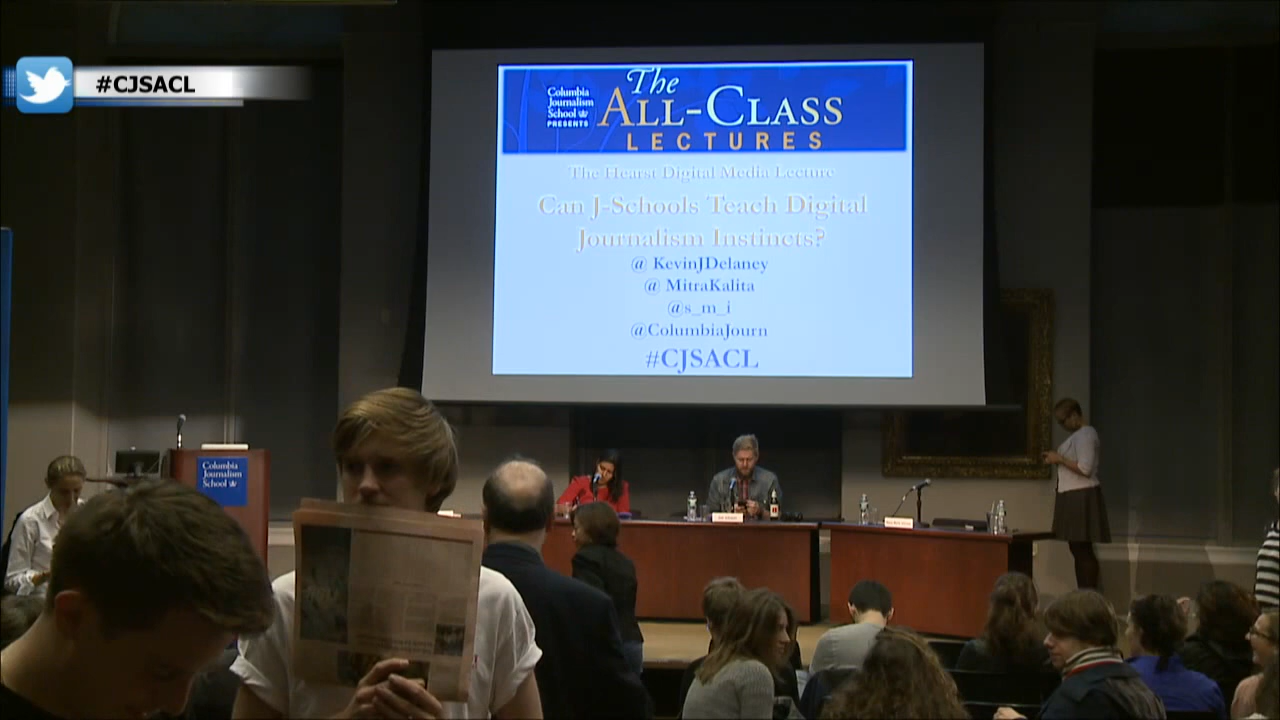 #CJSACL
Columbia
Journalism
School
PRESENTS
The
ALL-CLASS
LECTURES
The Hearst Digital Media Lecture
Can J-Schools Teach Digital
Journalism Instincts?
@ KevinJDelaney
@ MitraKalita
@s_m_i
@ColumbiaJourn
#CJSACL
Columbia
Journalism
School